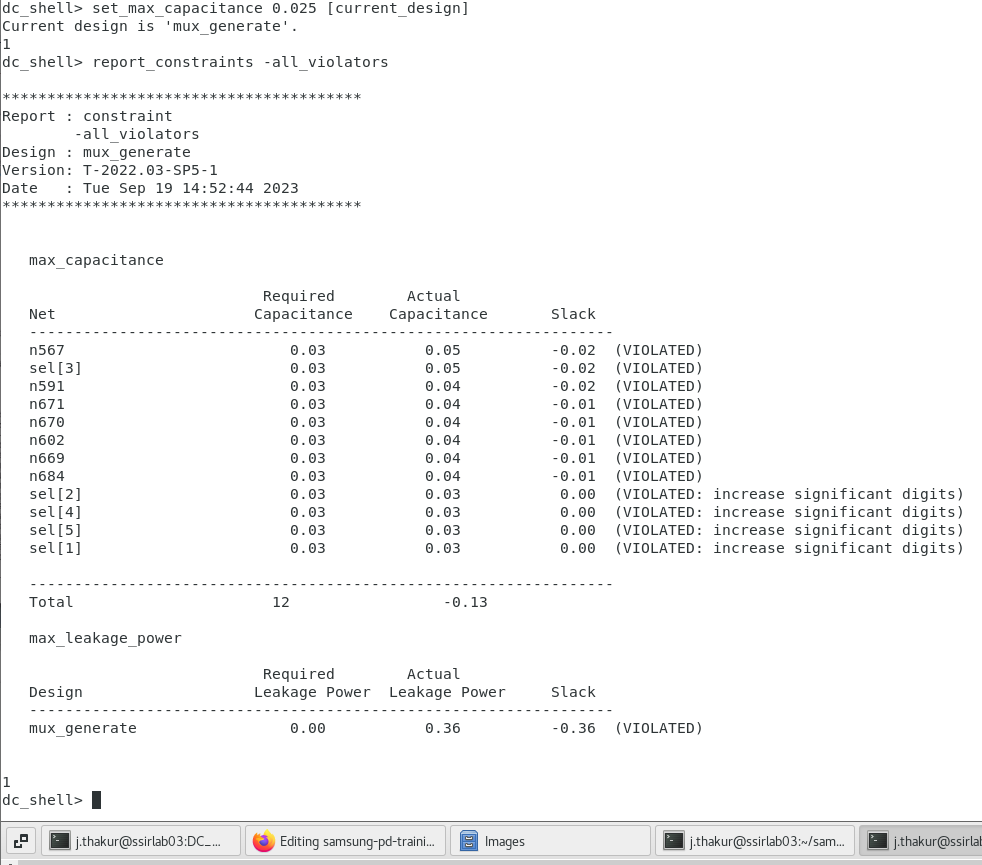 dc_shell> set_max_capacitance 0.025 [current_design]
Current design is 'mux_generate'.
1
dc_shell> report_constraints -all_violators
****************************************
Report : constraint
        -all_violators
Design : mux_generate
Version: T-2022.03-SP5-1
Date   : Tue Sep 19 14:52:44 2023
****************************************
   max_capacitance
                             Required        Actual
   Net                      Capacitance    Capacitance       Slack
   -----------------------------------------------------------------
   n567                         0.03           0.05          -0.02  (VIOLATED)
   sel[3]                       0.03           0.05          -0.02  (VIOLATED)
   n591                         0.03           0.04          -0.02  (VIOLATED)
   n671                         0.03           0.04          -0.01  (VIOLATED)
   n670                         0.03           0.04          -0.01  (VIOLATED)
   n602                         0.03           0.04          -0.01  (VIOLATED)
   n669                         0.03           0.04          -0.01  (VIOLATED)
   n684                         0.03           0.04          -0.01  (VIOLATED)
   sel[2]                       0.03           0.03           0.00  (VIOLATED: increase significant digits)
   sel[4]                       0.03           0.03           0.00  (VIOLATED: increase significant digits)
   sel[5]                       0.03           0.03           0.00  (VIOLATED: increase significant digits)
   sel[1]                       0.03           0.03           0.00  (VIOLATED: increase significant digits)
   -----------------------------------------------------------------
   Total                      12                 -0.13
   max_leakage_power
                             Required        Actual
   Design                   Leakage Power  Leakage Power     Slack
   -----------------------------------------------------------------
   mux_generate                 0.00           0.36          -0.36  (VIOLATED)
1
dc_shell>
j.thakur@ssirlab03:DC_... Editing samsung-pd-traini... Images j.thakur@ssirlab03:~/sam... j.thakur@ssirlab